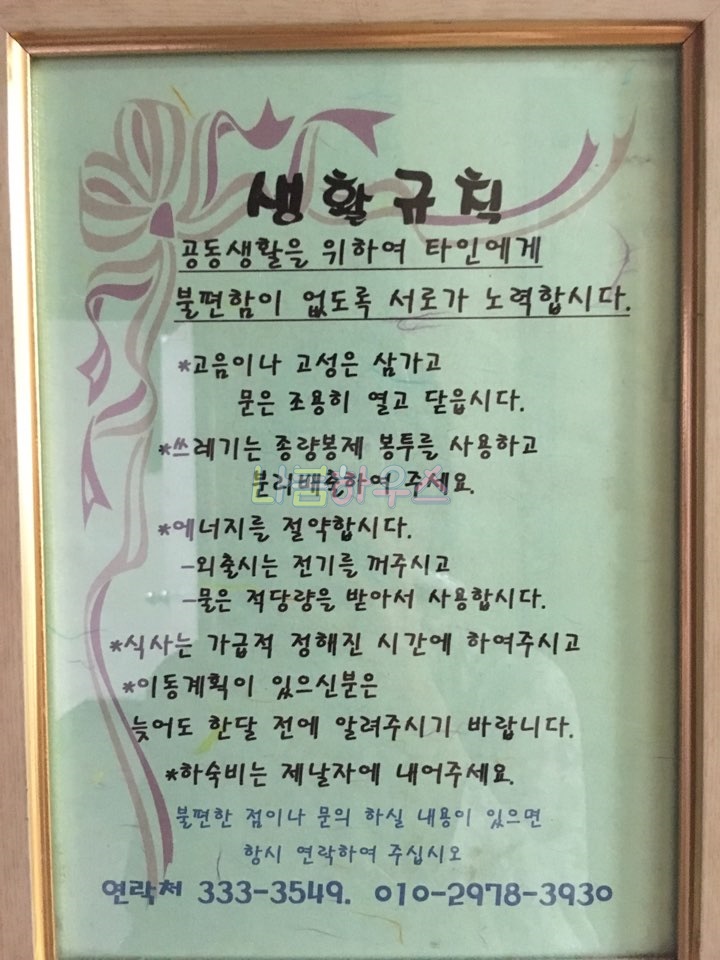 생활규칙
공동생활을 위하여 타인에게
불편함이 없도록 서로가 노력합시다.
*고음이나 고성은 삼가고
문은 조용히 열고 닫읍시다.
*쓰레기는 종량봉제 봉투를 사용하고
분리배출하여 주세요.
*에너지를 절약합시다.
-외출시는 전기를 꺼주시고
-물은 적당량을 받아서 사용합시다.
*식사는 가급적 정해진 시간에 하여주시고
*이동계획이 있으신분은
늦어도 한달 전에 알려주시기 바랍니다.
*하숙비는 제날자에 내어주세요.
불편한 점이나 문의 하실 내용이 있으면
항시 연락하여 주십시오
연락처 333-3549. 010-2978-3930